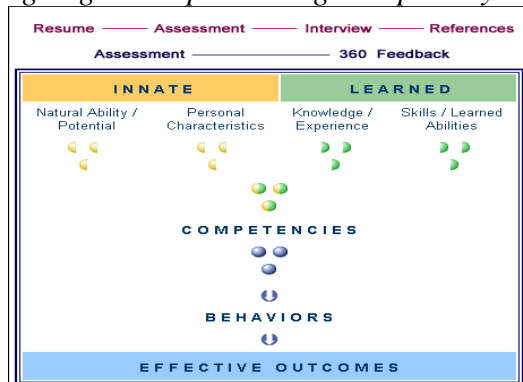 Resume Assessment Interview References
Assessment 360 Feedback
INNATE LEARNED
Natural Ability / Potential Personal Characteristics Knowledge / Experience Skills / Learned Abilities
COMPETENCIES
BEHAVIORS
EFFECTIVE OUTCOMES